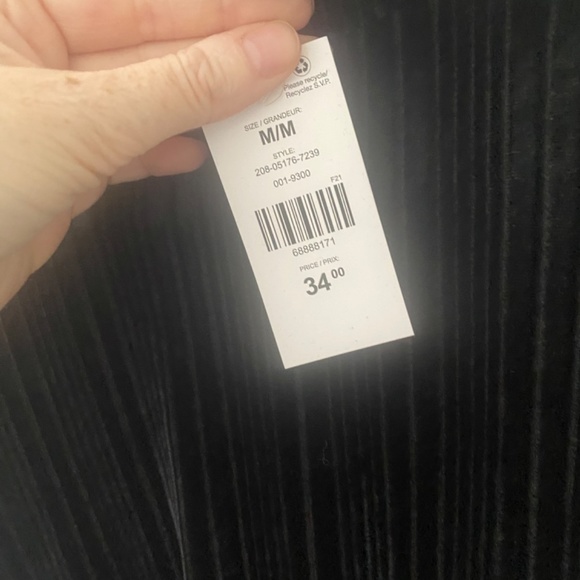 Please recycle/
Recyclez S.V.P.
SIZE / GRANDEUR:
M/M
STYLE:
208-05176-7239
001-9300
F21
68888171
PRICE / PRIX:
34.00